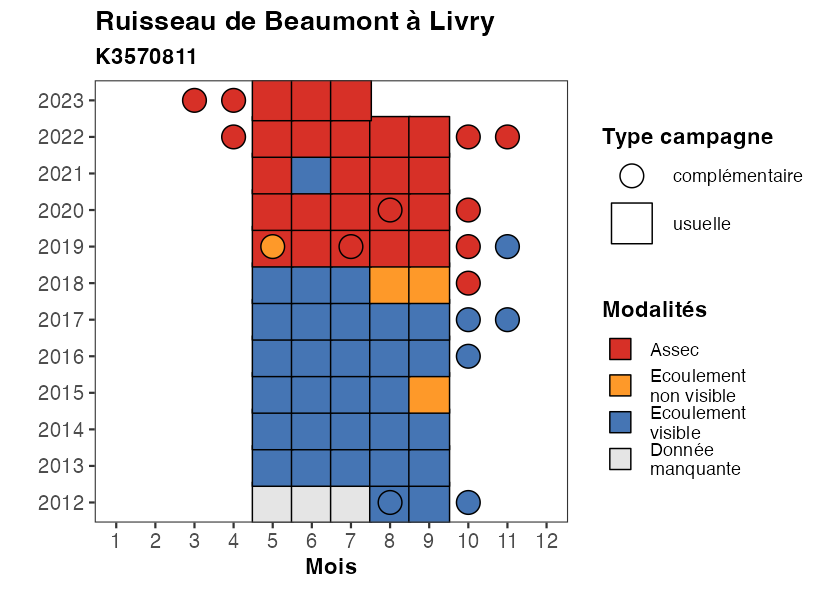 Ruisseau de Beaumont à Livry
K3570811
2023
2022
2021
2020
2019
2018
2017
2016
2015
2014
2013
2012
1 2 3 4 5 6 7 8 9 10 11 12
Mois
Type campagne
complémentaire
usuelle
Modalités
Assec
Ecoulement
non visible
Ecoulement
visible
Donnée
manquante